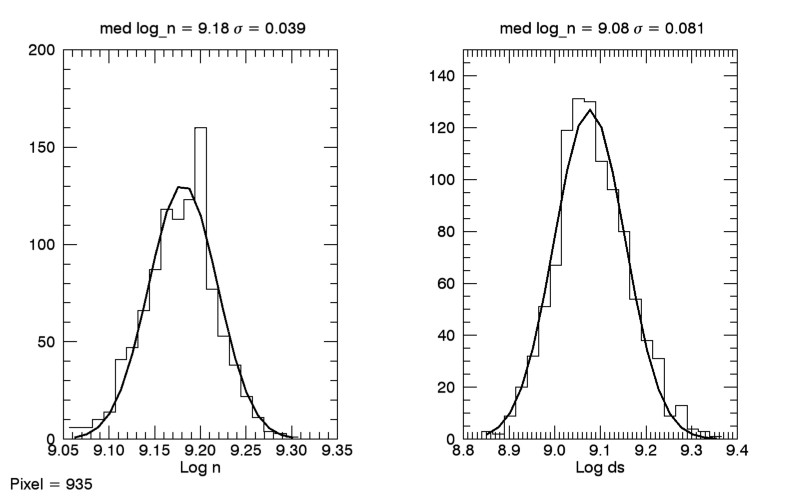 med log_n = 9.18 σ = 0.039
200
150
100
50
0
9.05 9.10 9.15 9.20 9.25 9.30 9.35
Log n
med log_n = 9.08 σ = 0.081
140
120
100
80
60
40
20
0
8.8 8.9 9.0 9.1 9.2 9.3 9.4
Log ds
Pixel = 935